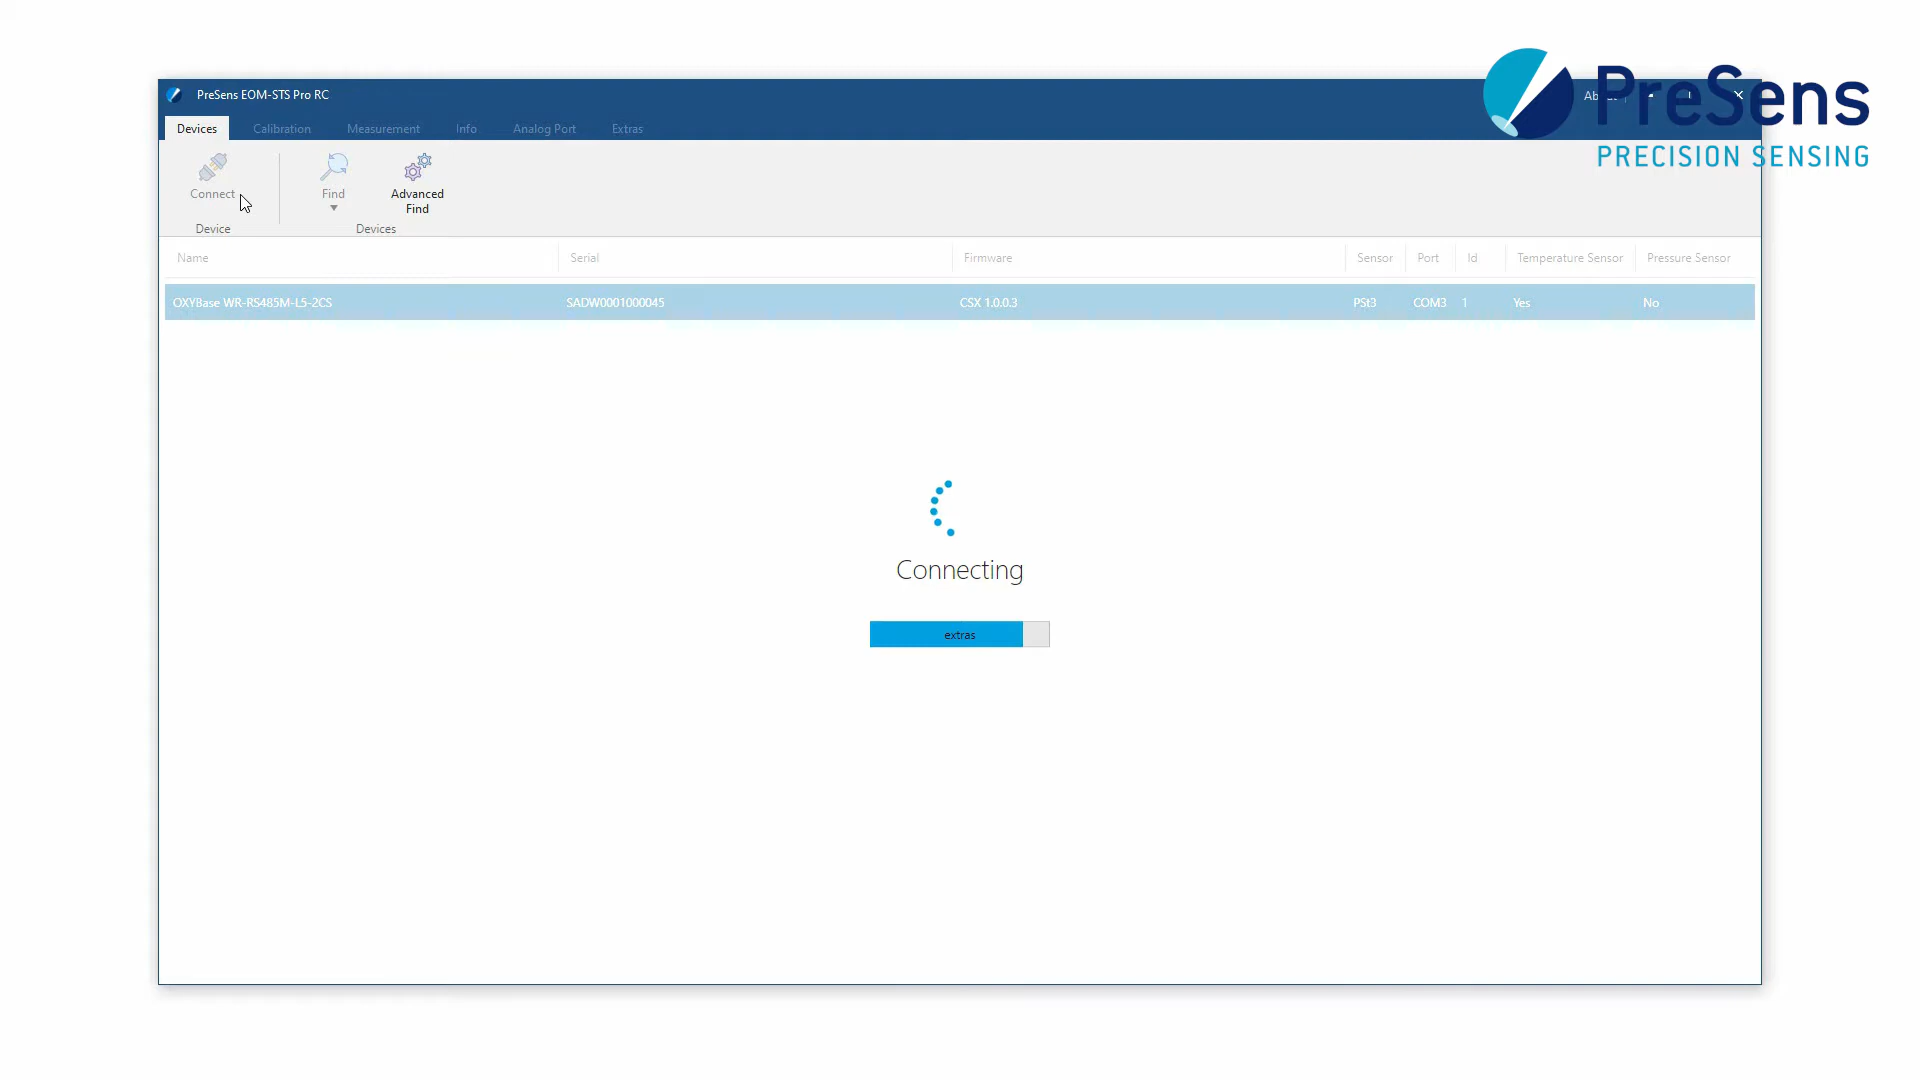 PreSens
PRECISION SENSING
PreSens EOM-STS Pro RC
Devices Calibration Measurement Info Analog Port Extras
Connect Find Advanced Find
Device Devices
Name Serial Firmware Sensor Port Id Temperature Sensor Pressure Sensor
OXYBase WR-RS485M-L5-2CS SADW0001000045 CSX 1.0.0.3 PSt3 COM3 1 Yes No
Connecting
extras